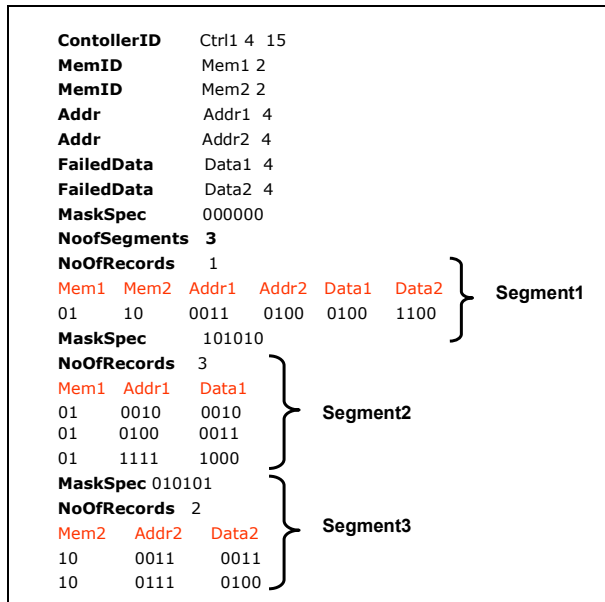 ContollerID Ctrl1 4 15
MemID Mem1 2
MemID Mem2 2
Addr Addr1 4
Addr Addr2 4
FailedData Data1 4
FailedData Data2 4
MaskSpec 000000
NoofSegments 3
NoOfRecords 1
Mem1 Mem2 Addr1 Addr2 Data1 Data2
Segment1
01 10 0011 0100 0100 1100
MaskSpec 101010
NoOfRecords 3
Mem1 Addr1 Data1
01 0010 0010
Segment2
01 0100 0011
01 1111 1000
MaskSpec 010101
NoOfRecords 2
Segment3
Mem2 Addr2 Data2
10 0011 0011
10 0111 0100